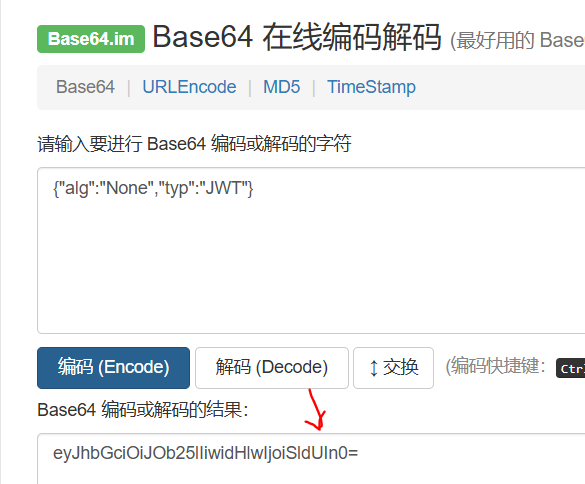 Base64.im Base64 在线编码解码 (最好用的 Base
Base64 | URLEncode | MD5 | TimeStamp
请输入要进行 Base64 编码或解码的字符
{"alg":"None","typ":"JWT"}
编码 (Encode) 解码 (Decode) ↕ 交换 (编码快捷键: Ctr
Base64 编码或解码的结果:
eyJhbGciOiJOb25lIiwidHlwIjoiSldUIn0=